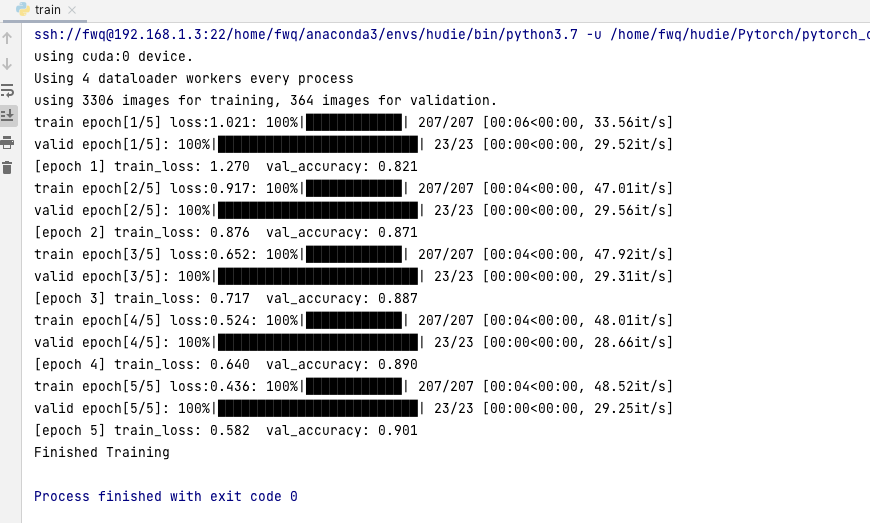 train
ssh://fwq@192.168.1.3:22/home/fwq/anaconda3/envs/hudie/bin/python3.7 -u /home/fwq/hudie/Pytorch/pytorch_
using cuda:0 device.
Using 4 dataloader workers every process
using 3306 images for training, 364 images for validation.
train epoch[1/5] loss:1.021: 100%|████████████| 207/207 [00:06<00:00, 33.56it/s]
valid epoch[1/5]: 100%|█████████████████████████| 23/23 [00:00<00:00, 29.52it/s]
[epoch 1] train_loss: 1.270  val_accuracy: 0.821
train epoch[2/5] loss:0.917: 100%|████████████| 207/207 [00:04<00:00, 47.01it/s]
valid epoch[2/5]: 100%|█████████████████████████| 23/23 [00:00<00:00, 29.56it/s]
[epoch 2] train_loss: 0.876  val_accuracy: 0.871
train epoch[3/5] loss:0.652: 100%|████████████| 207/207 [00:04<00:00, 47.92it/s]
valid epoch[3/5]: 100%|█████████████████████████| 23/23 [00:00<00:00, 29.31it/s]
[epoch 3] train_loss: 0.717  val_accuracy: 0.887
train epoch[4/5] loss:0.524: 100%|████████████| 207/207 [00:04<00:00, 48.01it/s]
valid epoch[4/5]: 100%|█████████████████████████| 23/23 [00:00<00:00, 28.66it/s]
[epoch 4] train_loss: 0.640  val_accuracy: 0.890
train epoch[5/5] loss:0.436: 100%|████████████| 207/207 [00:04<00:00, 48.52it/s]
valid epoch[5/5]: 100%|█████████████████████████| 23/23 [00:00<00:00, 29.25it/s]
[epoch 5] train_loss: 0.582  val_accuracy: 0.901
Finished Training
Process finished with exit code 0